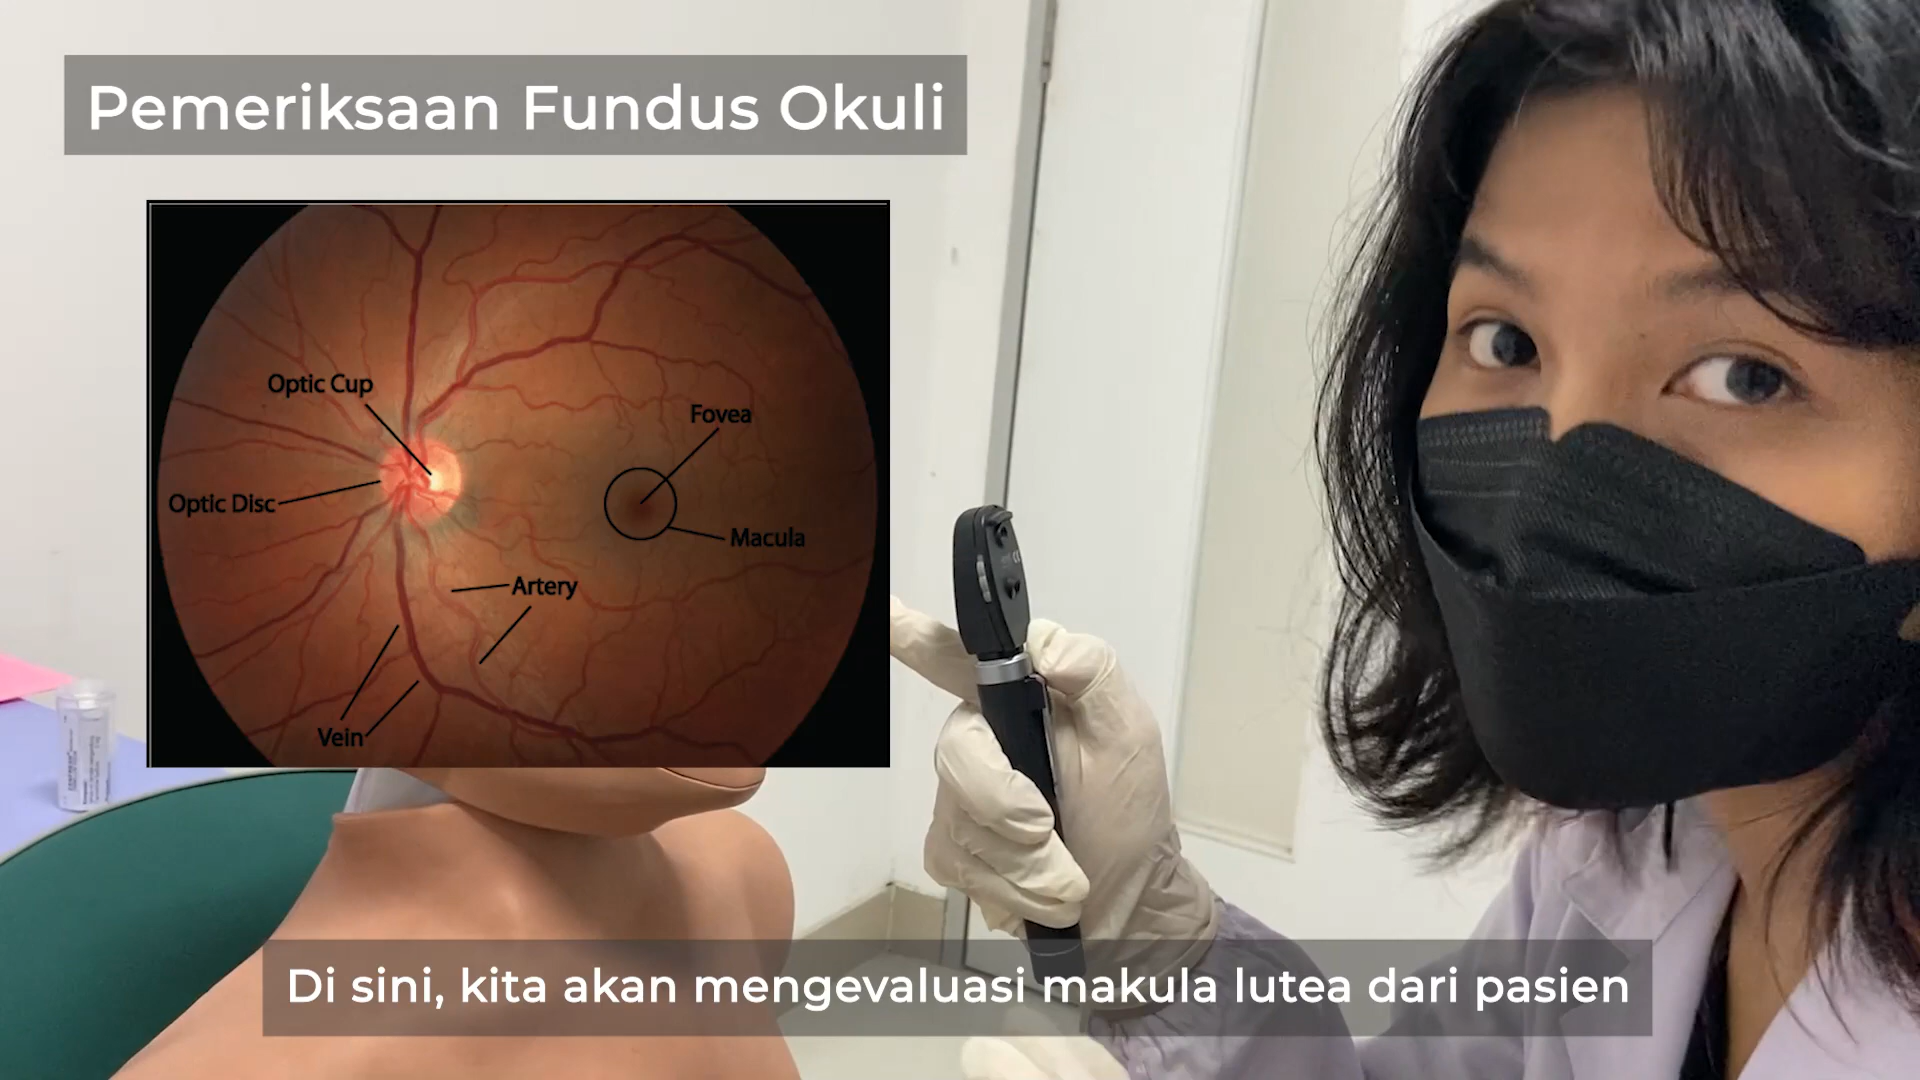 Pemeriksaan Fundus Okuli
Optic Cup
Fovea
Optic Disc
Macula
Artery
Vein
CE
Di sini, kita akan mengevaluasi makula lutea dari pasien